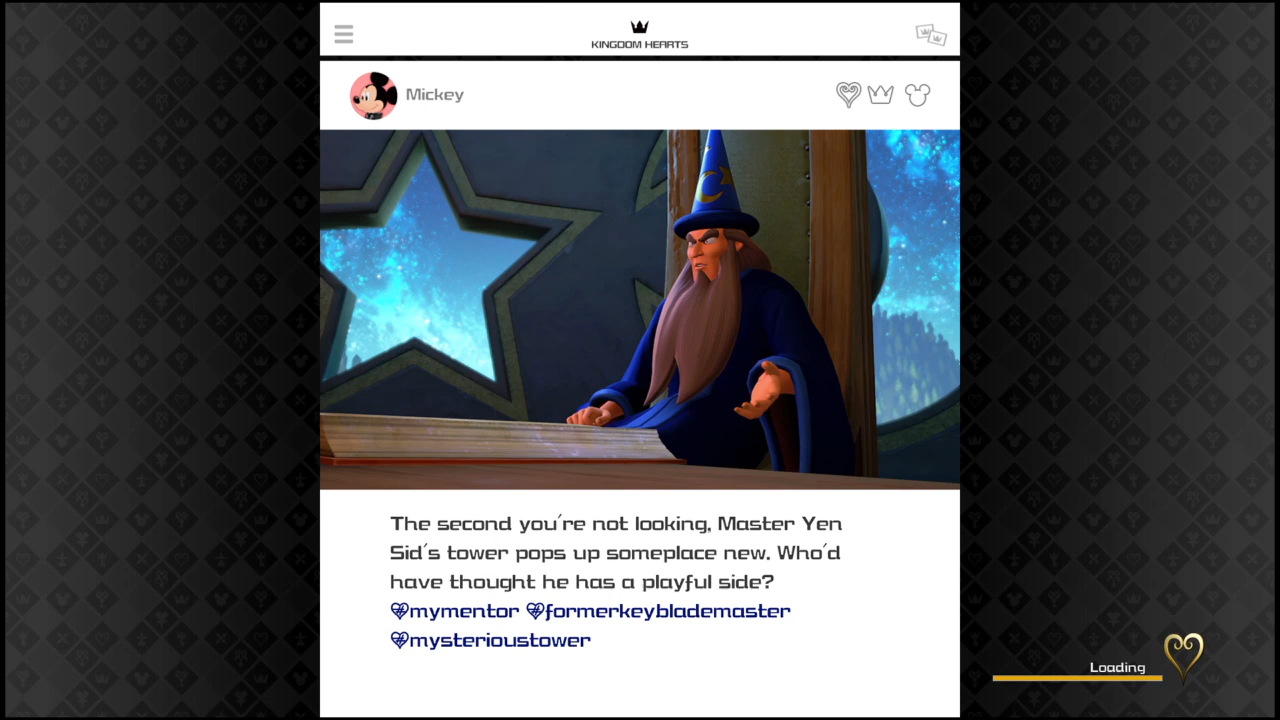 KINGDOM HEARTS
Mickey
The second you're not looking, Master Yen
Sid's tower pops up someplace new. Who'd
have thought he has a playful side?
mymentor formerkeyblademaster
mysterioustower
Loading